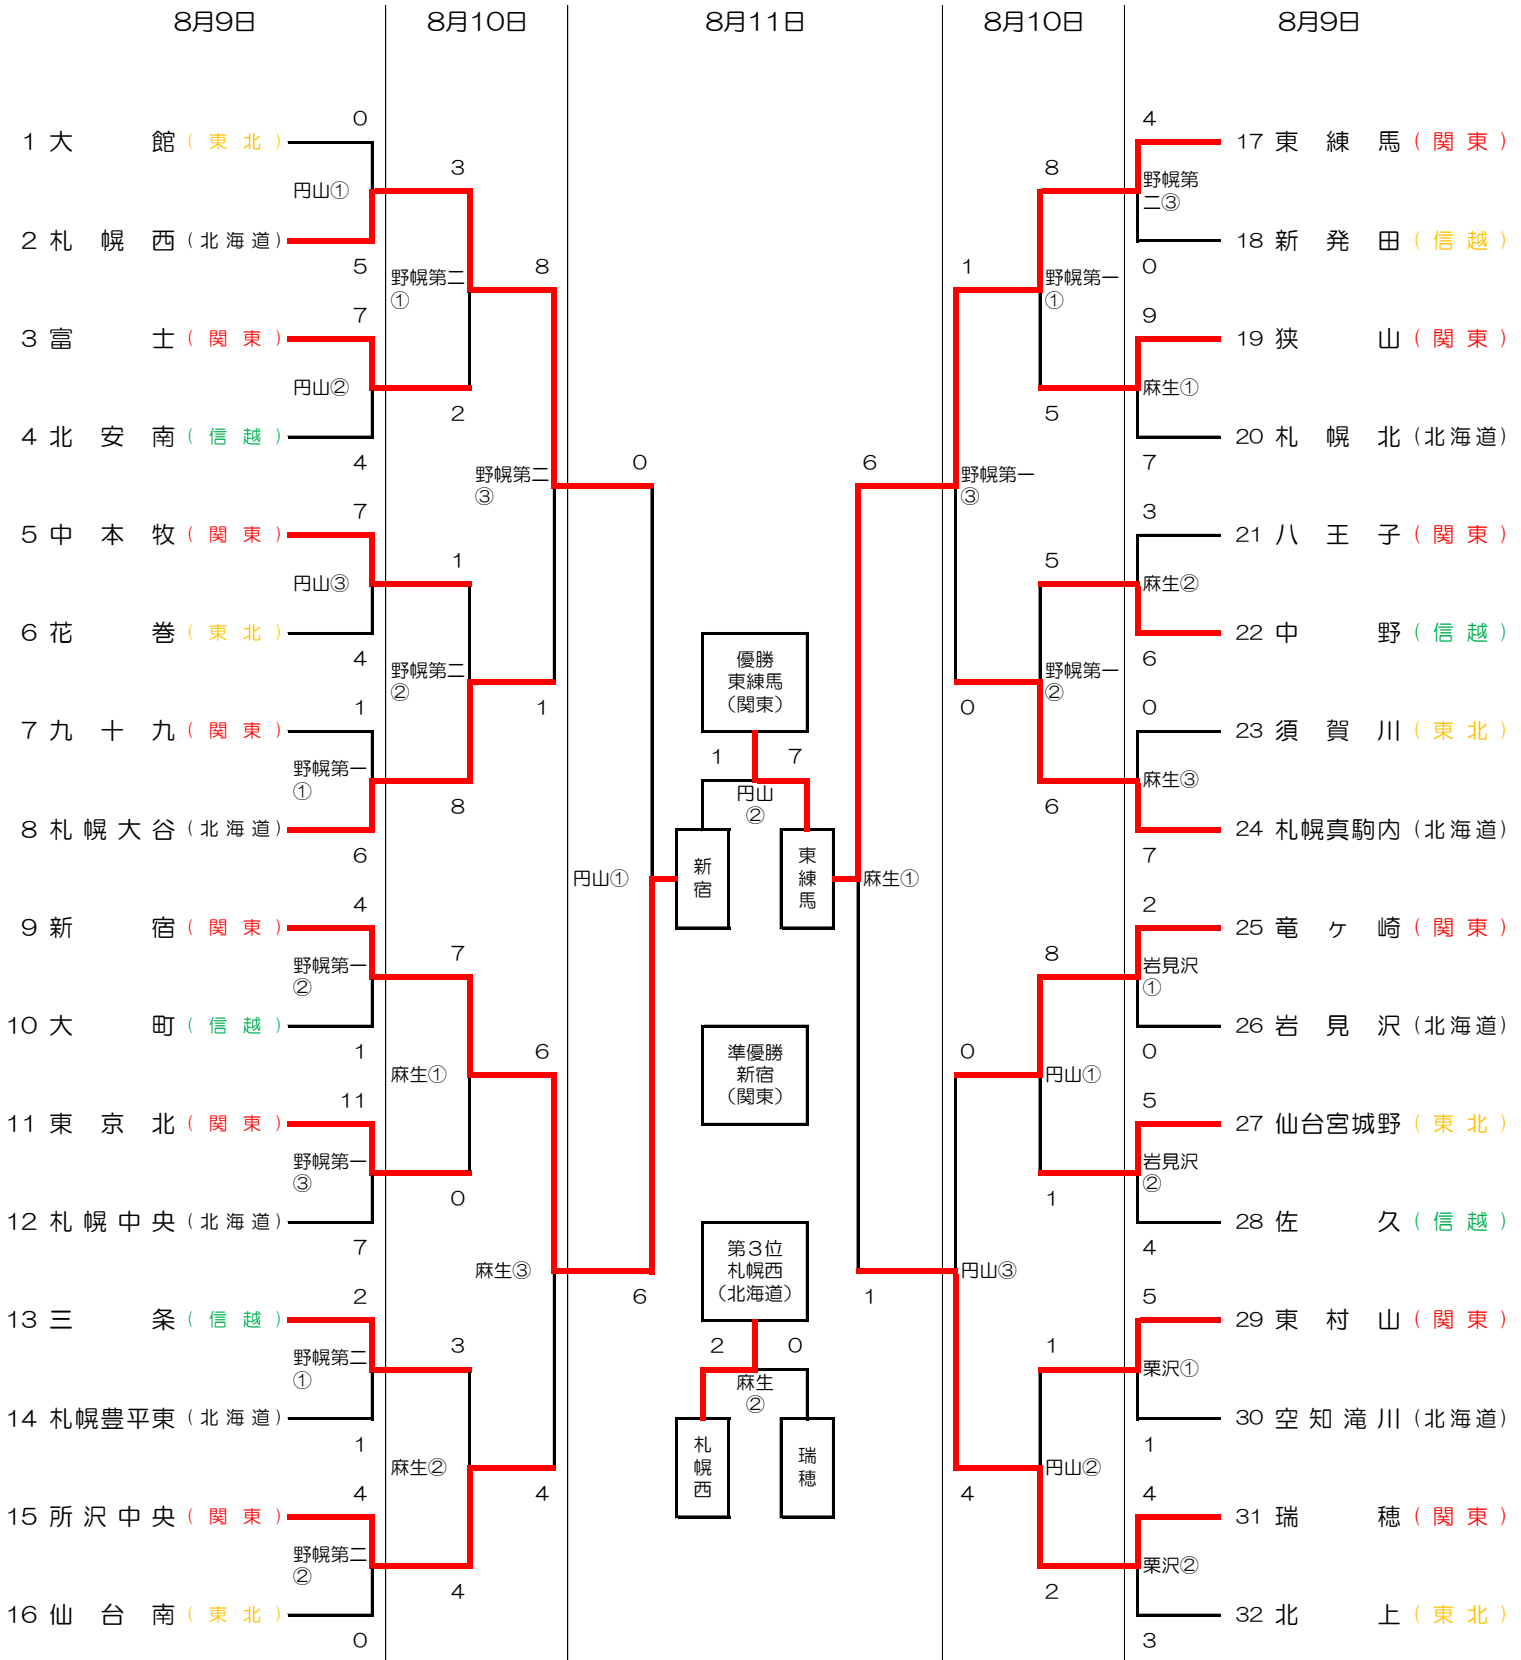 8月9日 8月10日 8月11日 8月10日 8月9日
0
1 大館(東北)
円山①
3
2 札幌西(北海道)
5
野幌第二
①
8
7
3 富士(関東)
円山②
2
4 北安南(信越)
4
野幌第二
③
0
7
5 中本牧(関東)
円山③
1
6 花巻(東北)
4
野幌第二
②
1
1
7 九十九(関東)
野幌第一
①
8
8 札幌大谷(北海道)
6
円山①
4
9 新宿(関東)
野幌第一
②
7
10 大町(信越)
1
麻生①
6
11
11 東京北(関東)
野幌第一
③
0
12 札幌中央(北海道)
7
麻生③
6
2
13 三条(信越)
野幌第二
①
3
14 札幌豊平東(北海道)
1
麻生②
4
4
15 所沢中央(関東)
野幌第二
②
4
16 仙台南(東北)
0
優勝
東練馬
(関東)
1 7
円山
②
新宿
東練馬
準優勝
新宿
(関東)
第3位
札幌西
(北海道)
2 0
麻生
②
札幌西
瑞穂
4
17 東練馬(関東)
8
野幌第
二③
18 新発田(信越)
0
1
野幌第一
①
9
19 狭山(関東)
麻生①
5
20 札幌北(北海道)
7
6
野幌第一
③
3
21 八王子(関東)
5
麻生②
22 中野(信越)
6
野幌第一
②
0
0
23 須賀川(東北)
麻生③
6
24 札幌真駒内(北海道)
7
麻生①
2
25 竜ヶ崎(関東)
8
岩見沢
①
26 岩見沢(北海道)
0
0
円山①
5
27 仙台宮城野(東北)
岩見沢
②
1
28 佐久(信越)
4
円山③
1
5
29 東村山(関東)
1
栗沢①
30 空知滝川(北海道)
1
円山②
4
4
31 瑞穂(関東)
栗沢②
2
32 北上(東北)
3